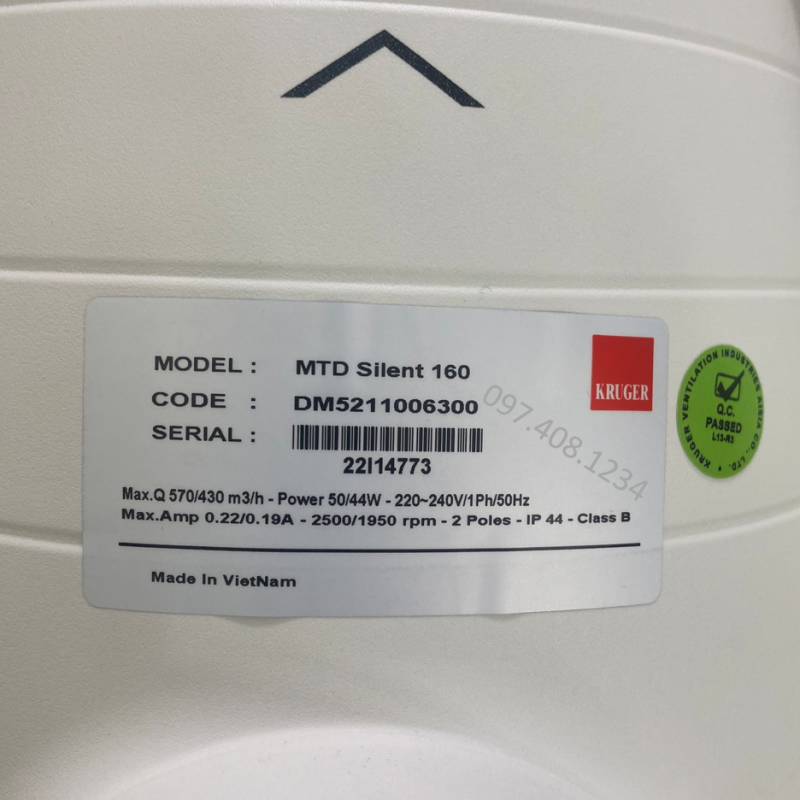 MODEL : MTD Silent 160
CODE : DM5211006300
SERIAL :
22I14773
KRUGER
Max.Q 570/430 m3/h - Power 50/44W - 220~240V/1Ph/50Hz
Max.Amp 0.22/0.19A - 2500/1950 rpm - 2 Poles - IP 44 - Class B
Made In VietNam
KRUGER VENTILATION INDUSTRIES ASIA CO., LTD.
Q.C.
PASSED
L13-R3
097.408.1234